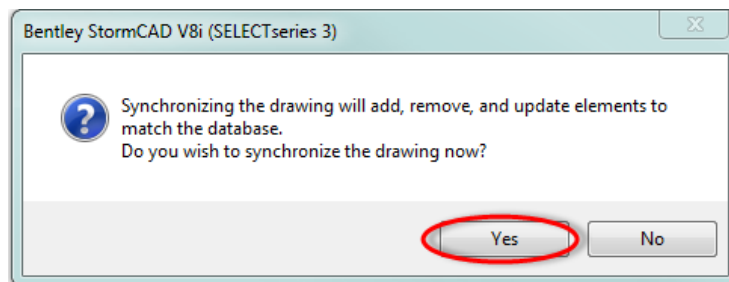 Bentley StormCAD V8i (SELECTseries 3)
Synchronizing the drawing will add, remove, and update elements to
match the database.
Do you wish to synchronize the drawing now?
Yes
No